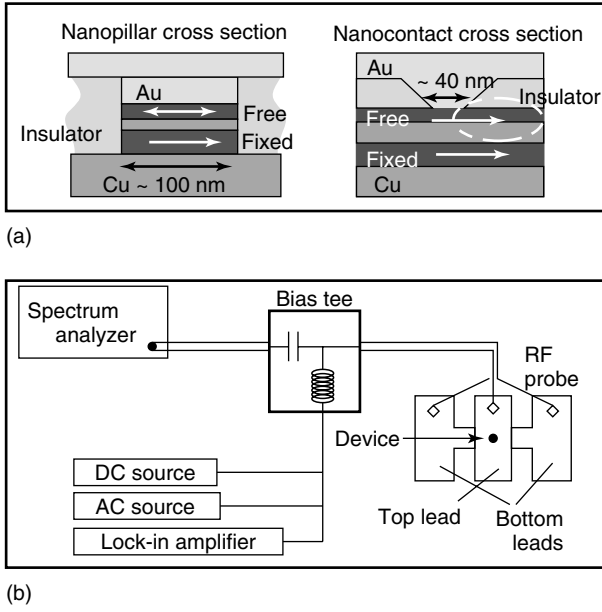 Nanopillar cross section
Au
Free
Insulator
Fixed
Cu ~ 100 nm
Nanocontact cross section
Au
~ 40 nm
Insulator
Free
Fixed
Cu
(a)
Bias tee
Spectrum
analyzer
RF
probe
Device
DC source
AC source
Lock-in amplifier
Top lead
Bottom
leads
(b)